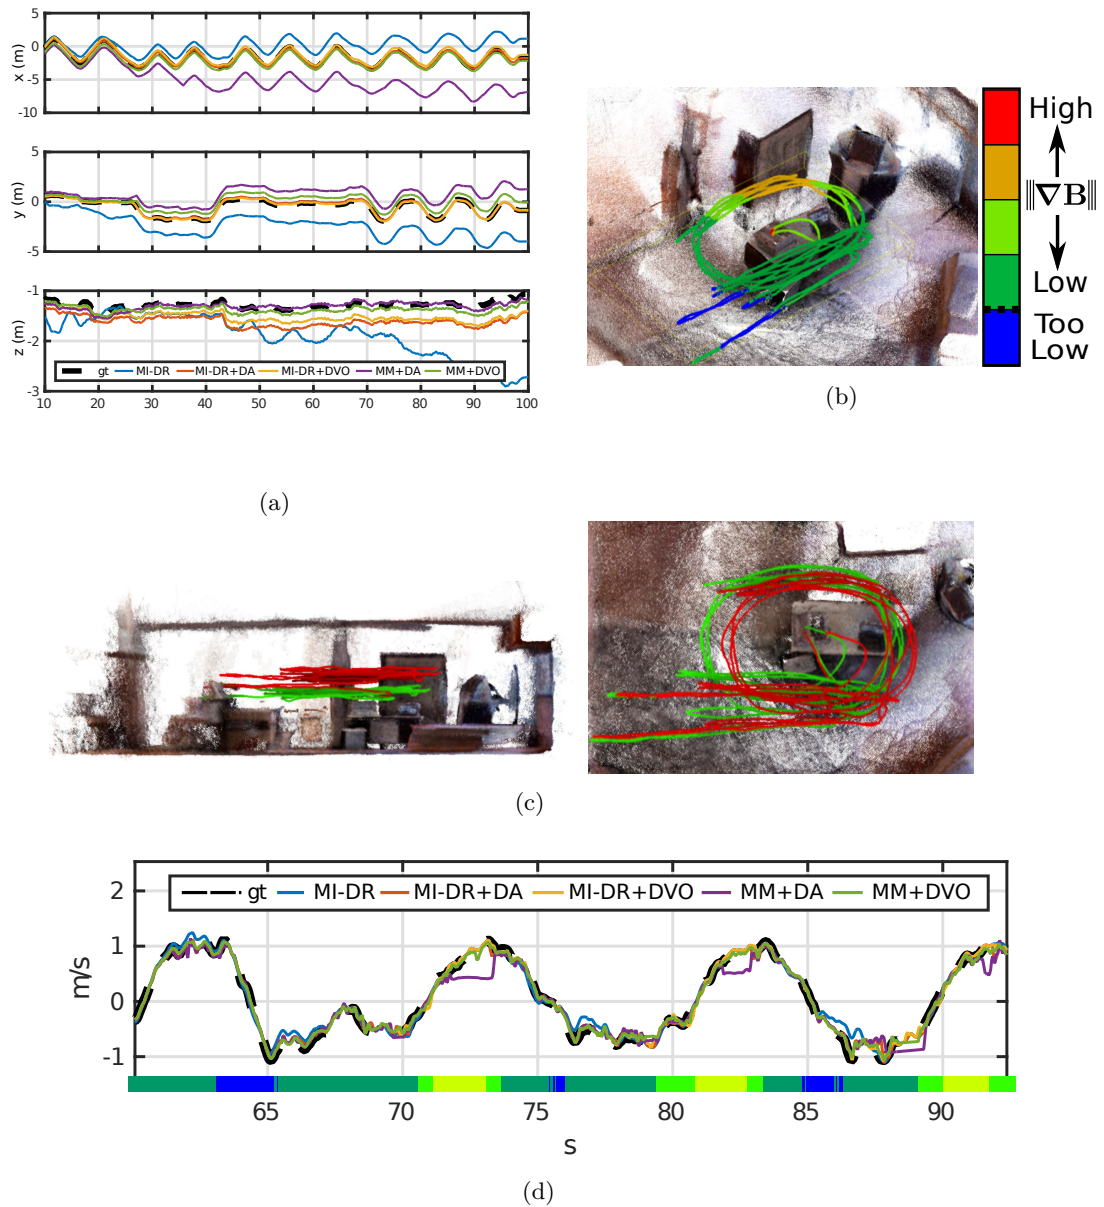 5
0
-5
-10
x (m)
5
0
-5
y (m)
-1
-2
-3
z (m)
gt MI-DR MI-DR+DA MI-DR+DVO MM+DA MM+DVO
10 20 30 40 50 60 70 80 90 100
(a)
High
|||∇B|||
Low
Too
Low
(b)
(c)
gt MI-DR MI-DR+DA MI-DR+DVO MM+DA MM+DVO
2
1
0
-1
m/s
65 70 75 80 85 90
s
(d)